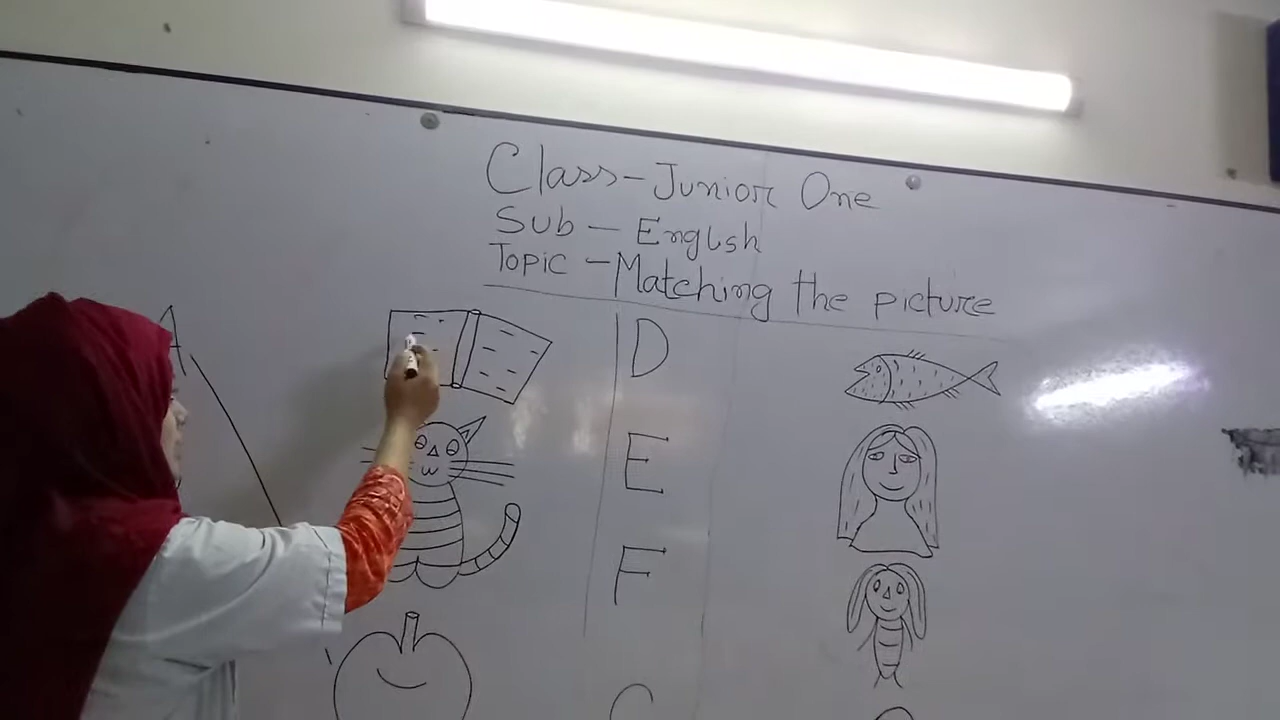 Class-Junior One
Sub - English
Topic - Matching the picture
A
D
E
F